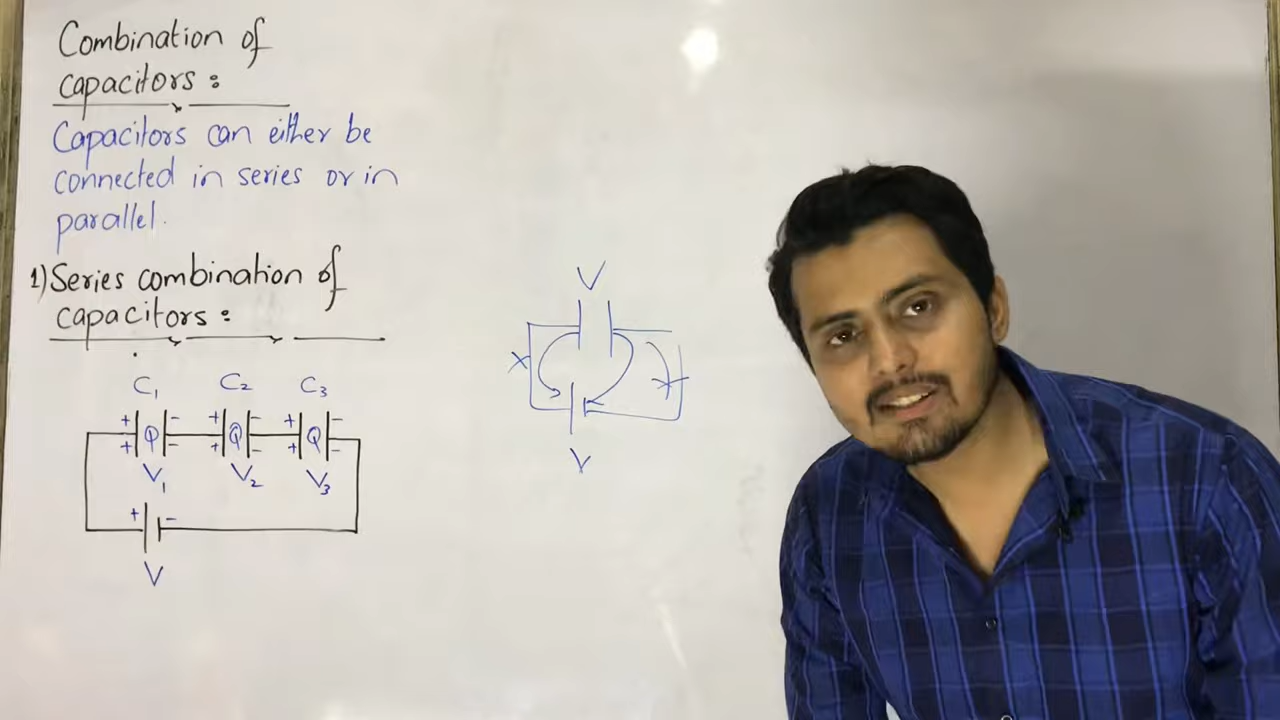 Combination of
capacitors :
Capacitors can either be
connected in series or in
parallel.
1) Series combination of
capacitors :
C1 C2 C3
+ - + - + -
+ Q - + Q - + Q -
V1 V2 V3
+ -
V
V
V